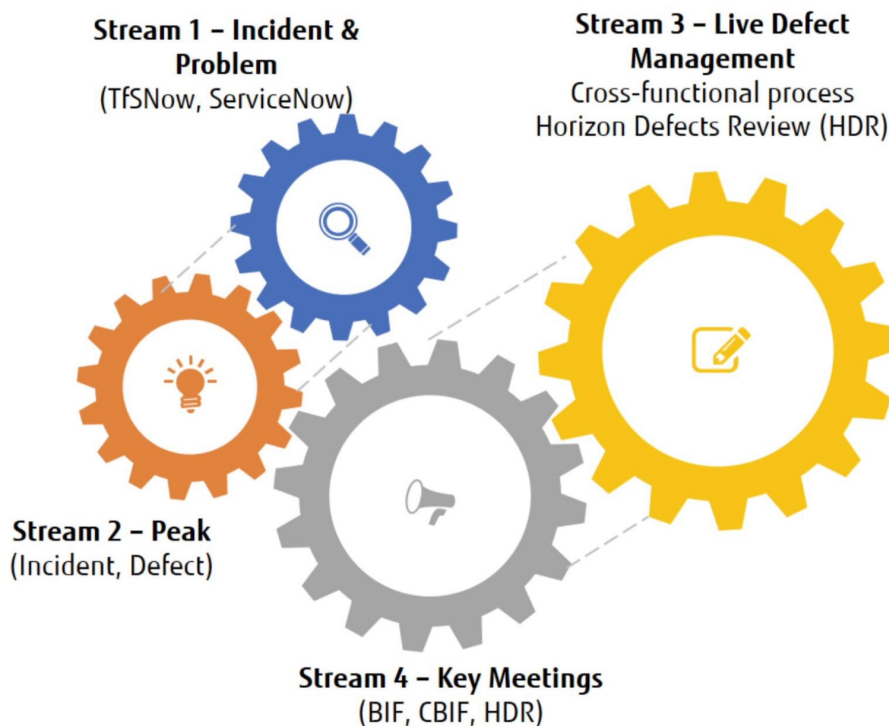 Stream 1 – Incident &
Problem
(TfSNow, ServiceNow)
Stream 3 – Live Defect
Management
Cross-functional process
Horizon Defects Review (HDR)
Stream 2 – Peak
(Incident, Defect)
Stream 4 – Key Meetings
(BIF, CBIF, HDR)